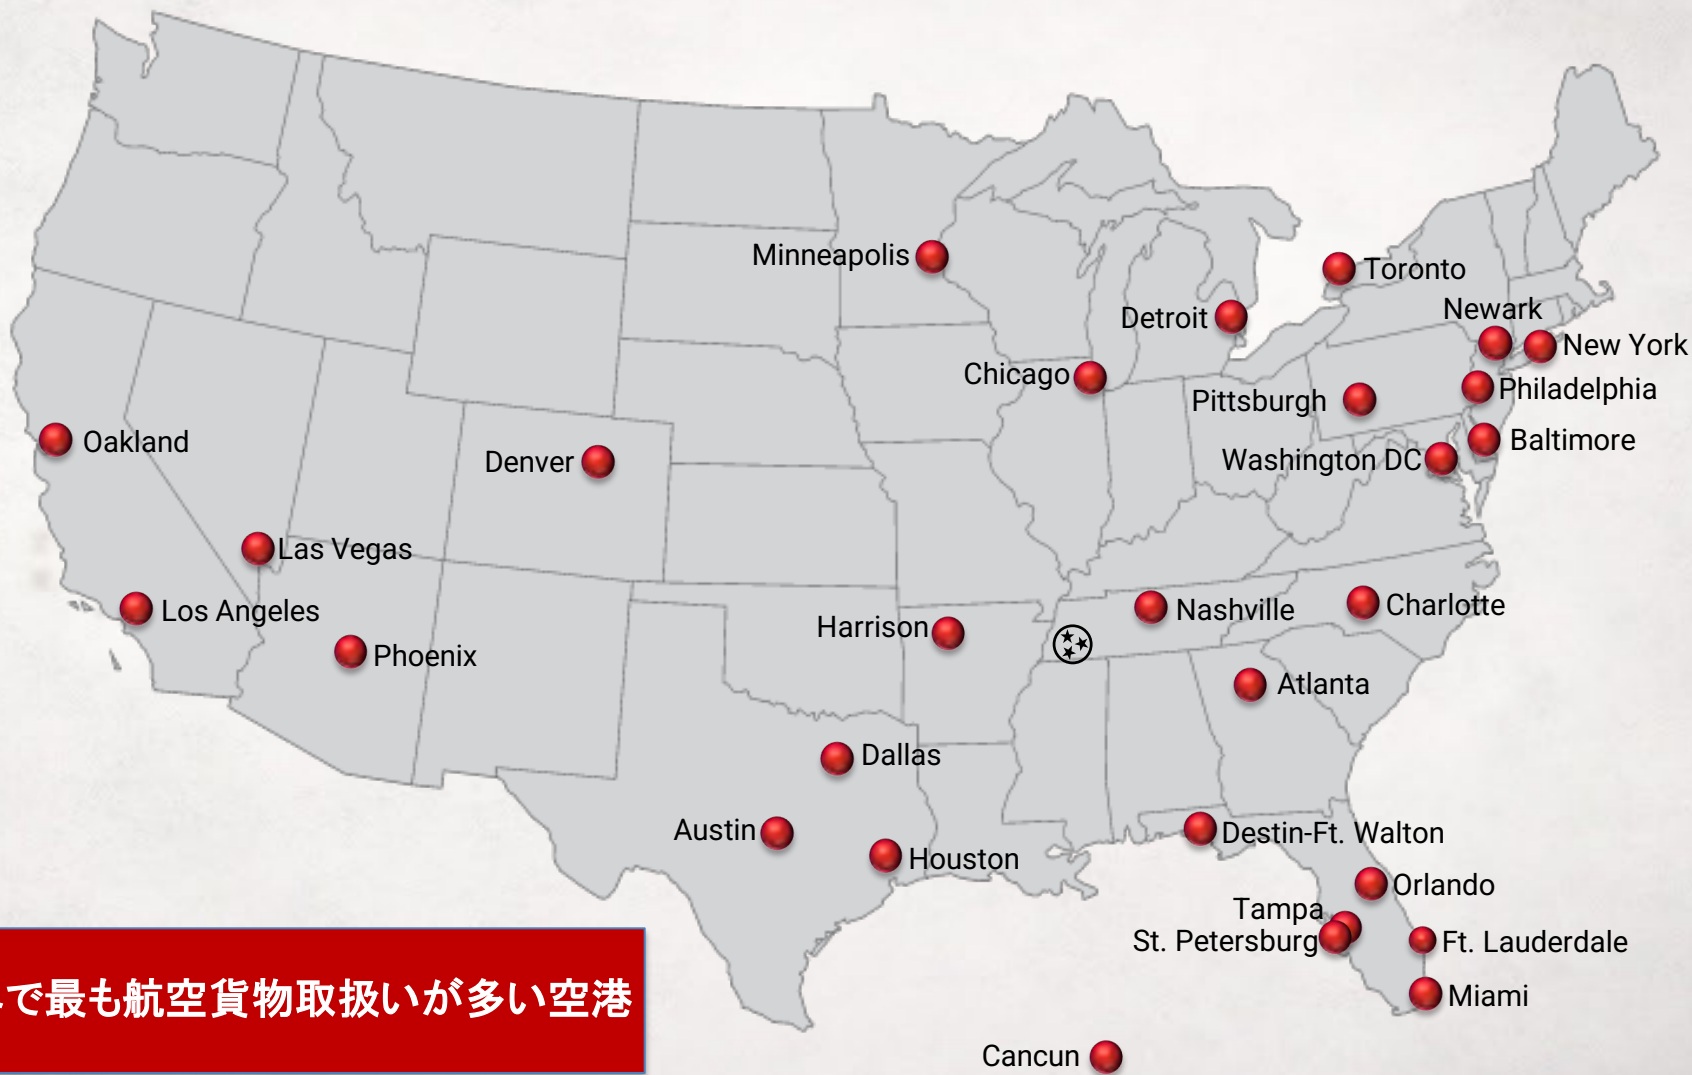 Minneapolis
Toronto
Newark
Detroit
New York
Chicago
Philadelphia
Pittsburgh
Oakland
Baltimore
Denver
Washington DC
Las Vegas
Los Angeles
Nashville
Charlotte
Harrison
Phoenix
Atlanta
Dallas
Austin
Destin-Ft. Walton
Houston
Orlando
Tampa
St. Petersburg
Ft. Lauderdale
Miami
で最も航空貨物取扱いが多い空港
Cancun